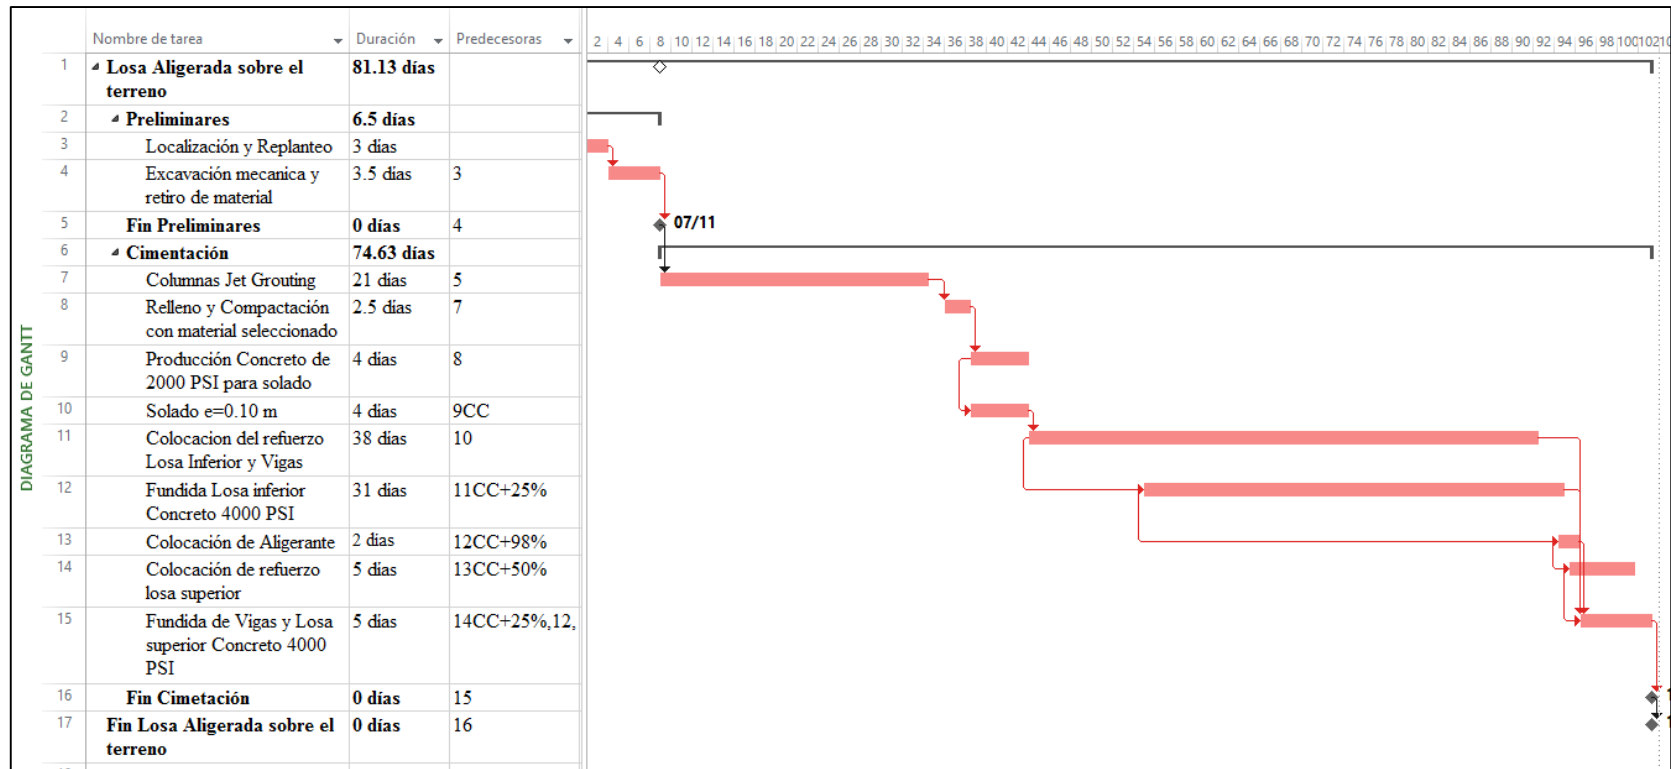 Nombre de tarea Duración Predecesoras 2 4 6 8 10 12 14 16 18 20 22 24 26 28 30 32 34 36 38 40 42 44 46 48 50 52 54 56 58 60 62 64 66 68 70 72 74 76 78 80 82 84 86 88 90 92 94 96 98 100 102 10
1 Losa Aligerada sobre el 81.13 días
terreno
2 Preliminares 6.5 días
3 Localización y Replanteo 3 días
4 Excavación mecanica y 3.5 días 3
retiro de material
5 Fin Preliminares 0 días 4 07/11
6 Cimentación 74.63 días
7 Columnas Jet Grouting 21 días 5
8 Relleno y Compactación 2.5 días 7
con material seleccionado
9 Producción Concreto de 4 días 8
2000 PSI para solado
10 Solado e=0.10 m 4 días 9CC
11 Colocacion del refuerzo 38 días 10
Losa Inferior y Vigas
12 Fundida Losa inferior 31 días 11CC+25%
Concreto 4000 PSI
13 Colocación de Aligerante 2 días 12CC+98%
14 Colocación de refuerzo 5 días 13CC+50%
losa superior
15 Fundida de Vigas y Losa 5 días 14CC+25%,12,
superior Concreto 4000
PSI
16 Fin Cimetación 0 días 15
17 Fin Losa Aligerada sobre el 0 días 16
terreno
DIAGRAMA DE GANTT